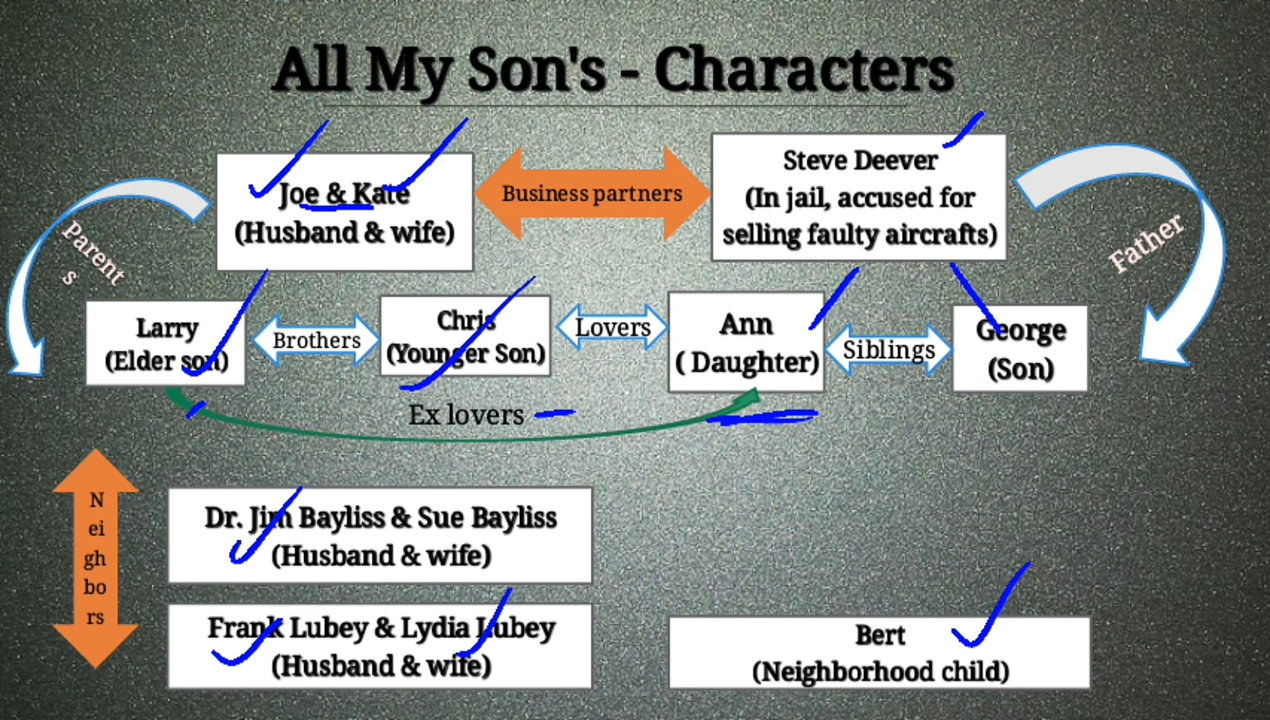 All My Son's - Characters
Joe & Kate
(Husband & wife)
Business partners
Steve Deever
(In jail, accused for
selling faulty aircrafts)
Parent
s
Father
Larry
(Elder son)
Brothers
Chris
(Younger Son)
Lovers
Ann
( Daughter)
Siblings
George
(Son)
Ex lovers
N
ei
gh
bo
rs
Dr. Jim Bayliss & Sue Bayliss
(Husband & wife)
Frank Lubey & Lydia Lubey
(Husband & wife)
Bert
(Neighborhood child)